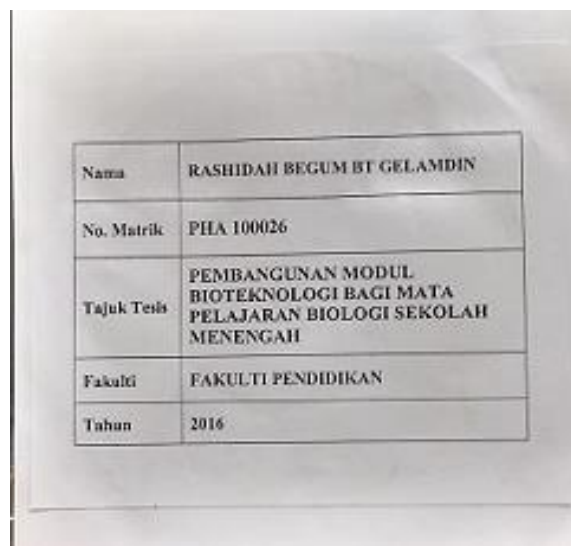 Nama RASHIDAH BEGUM BT GELAMDIN
No. Matrik PHA 100026
Tajuk Tesis PEMBANGUNAN MODUL
BIOTEKNOLOGI BAGI MATA
PELAJARAN BIOLOGI SEKOLAH
MENENGAH
Fakulti FAKULTI PENDIDIKAN
Tahun 2016